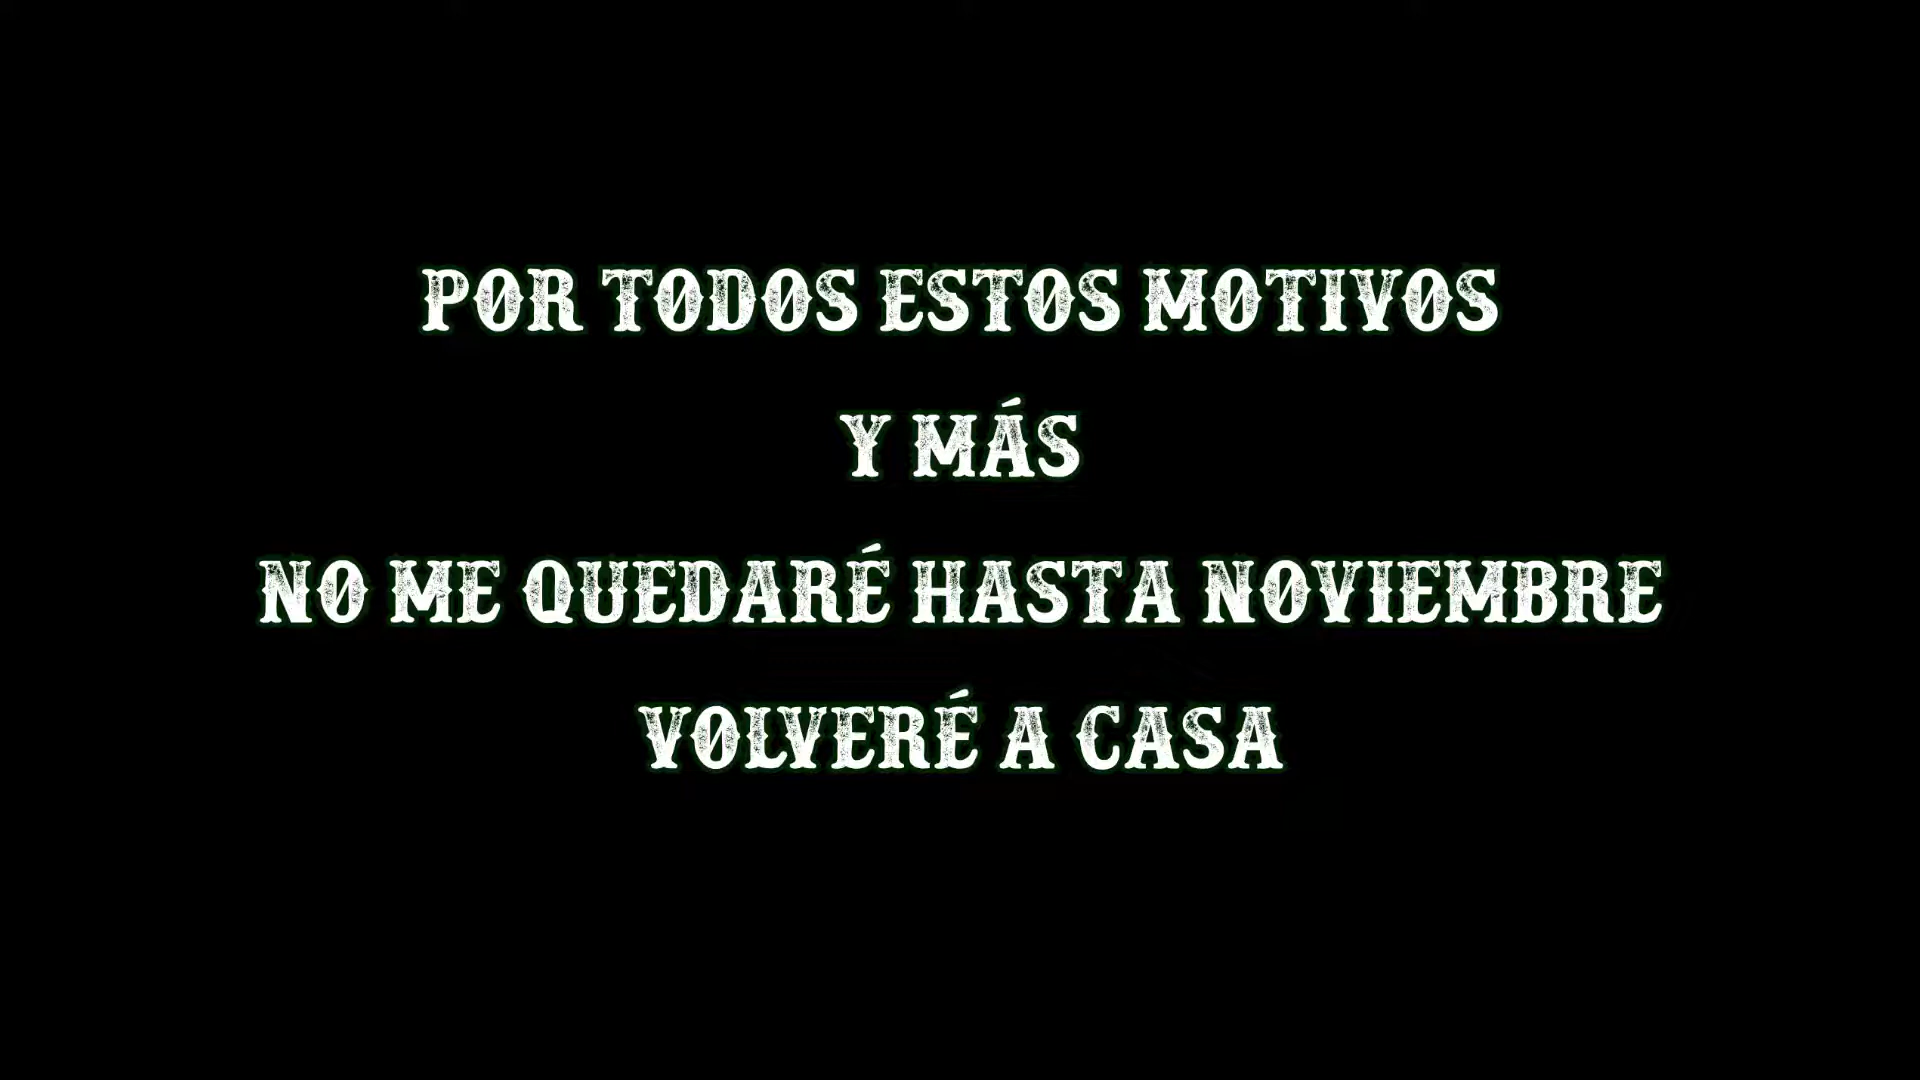 POR TODOS ESTOS MOTIVOS
Y MÁS
NO ME QUEDARÉ HASTA NOVIEMBRE
VOLVERÉ A CASA